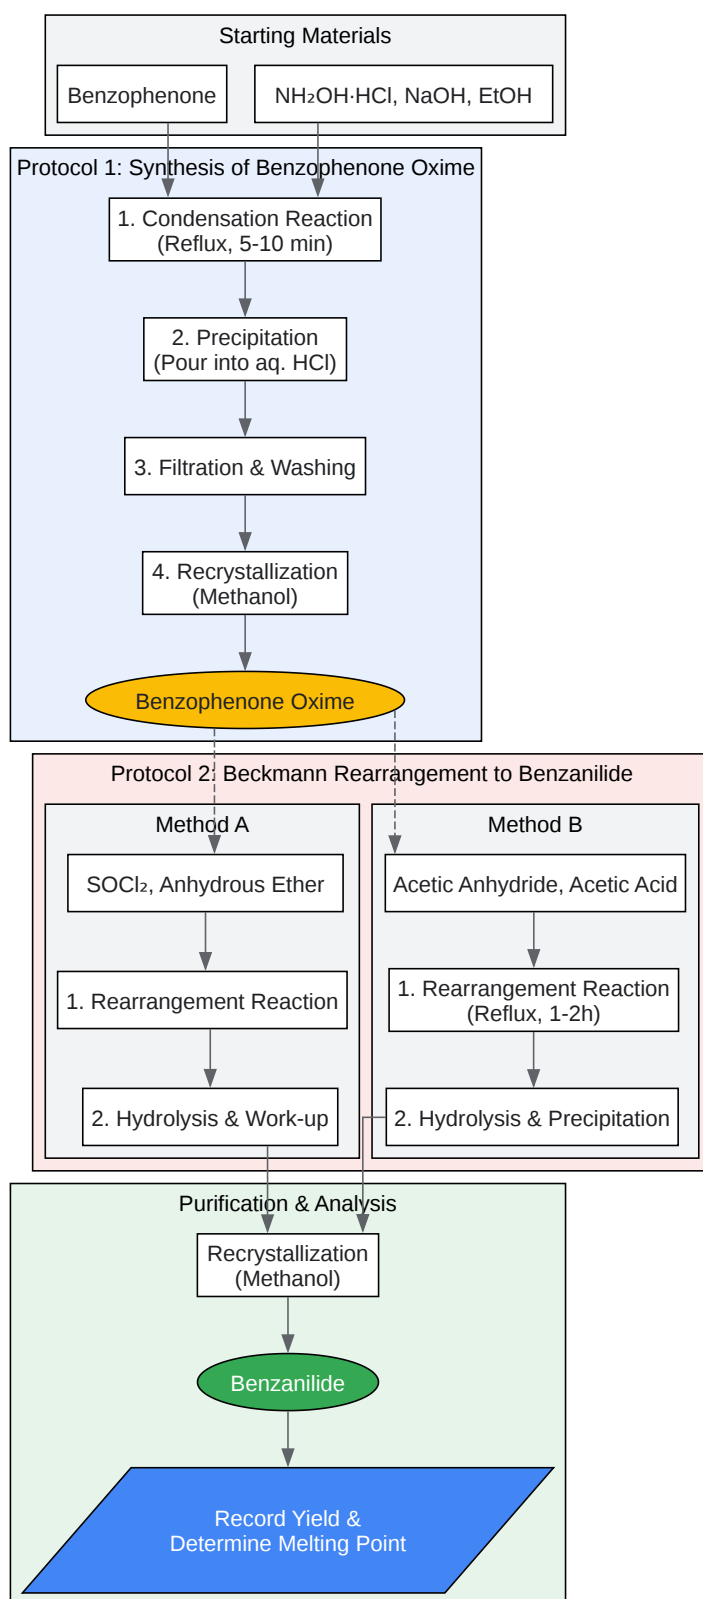 Starting Materials
Benzophenone
NH₂OH·HCl, NaOH, EtOH
Protocol 1: Synthesis of Benzophenone Oxime
1. Condensation Reaction
(Reflux, 5-10 min)
2. Precipitation
(Pour into aq. HCl)
3. Filtration & Washing
4. Recrystallization
(Methanol)
Benzophenone Oxime
Protocol 2: Beckmann Rearrangement to Benzanilide
Method A
SOCl₂, Anhydrous Ether
1. Rearrangement Reaction
2. Hydrolysis & Work-up
Method B
Acetic Anhydride, Acetic Acid
1. Rearrangement Reaction
(Reflux, 1-2h)
2. Hydrolysis & Precipitation
Purification & Analysis
Recrystallization
(Methanol)
Benzanilide
Record Yield &
Determine Melting Point